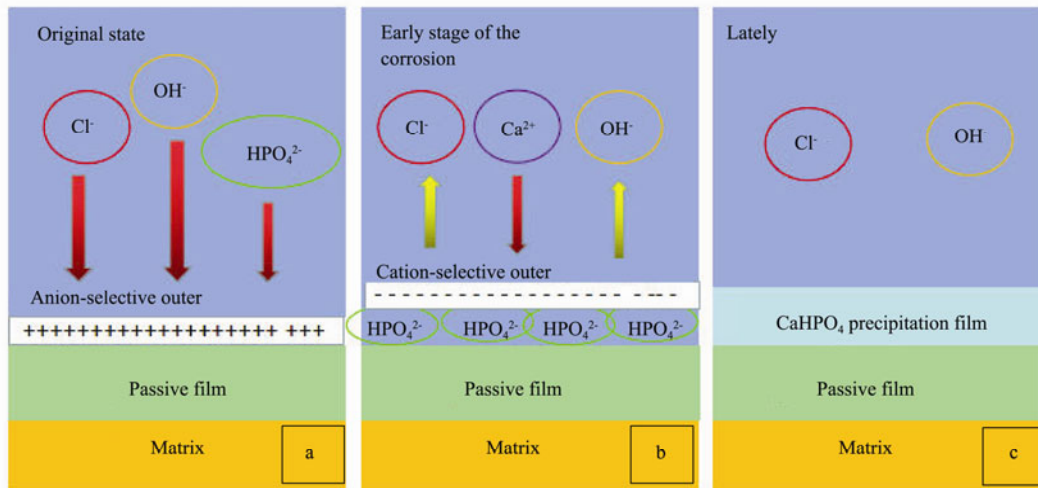 Original state
OH⁻
Cl⁻
HPO₄²⁻
Anion-selective outer
+++++++++++++++++++ +++
Passive film
Matrix
a
Early stage of the
corrosion
Cl⁻
Ca²⁺
OH⁻
Cation-selective outer
- - - - - - - - - - - - - - - - - - - -- -
HPO₄²⁻ HPO₄²⁻ HPO₄²⁻ HPO₄²⁻
Passive film
Matrix
b
Lately
Cl⁻
OH⁻
CaHPO₄ precipitation film
Passive film
Matrix
c